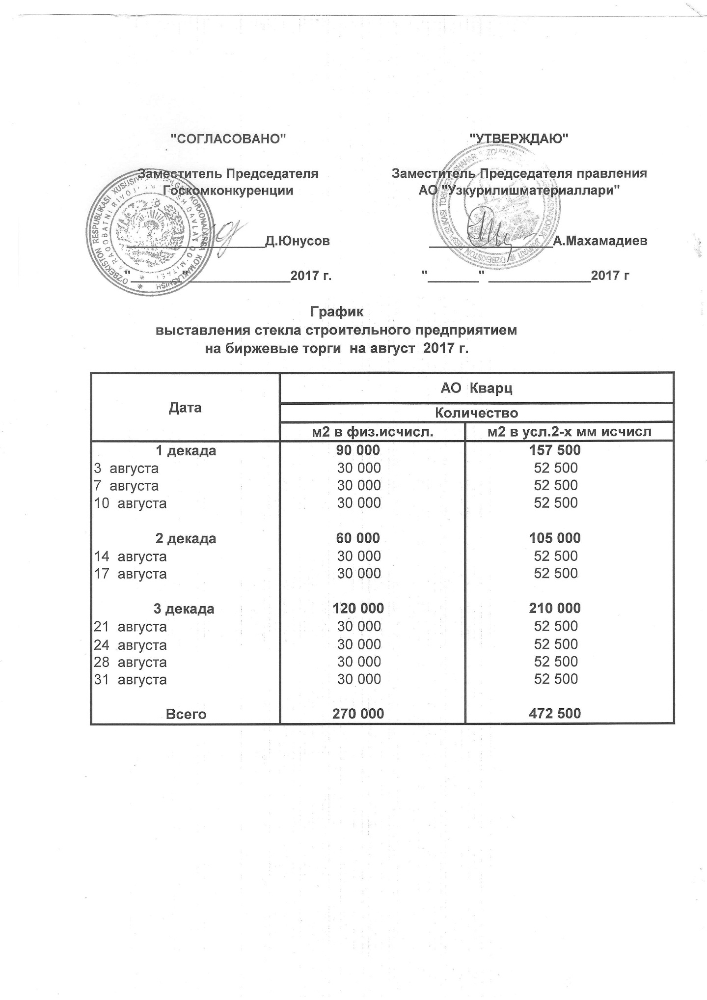 "СОГЛАСОВАНО"
Заместитель Председателя
Госкомконкуренции
Д.Юнусов
"_______"______________2017 г.
"УТВЕРЖДАЮ"
Заместитель Председателя правления
АО "Узкурилишматериаллари"
А.Махамадиев
"_______" ______________2017 г
График
выставления стекла строительного предприятием
на биржевые торги на август 2017 г.
Дата
АО Кварц
Количество
м2 в физ.исчисл. м2 в усл.2-х мм исчисл
1 декада 90 000 157 500
3 августа 30 000 52 500
7 августа 30 000 52 500
10 августа 30 000 52 500
2 декада 60 000 105 000
14 августа 30 000 52 500
17 августа 30 000 52 500
3 декада 120 000 210 000
21 августа 30 000 52 500
24 августа 30 000 52 500
28 августа 30 000 52 500
31 августа 30 000 52 500
Всего 270 000 472 500